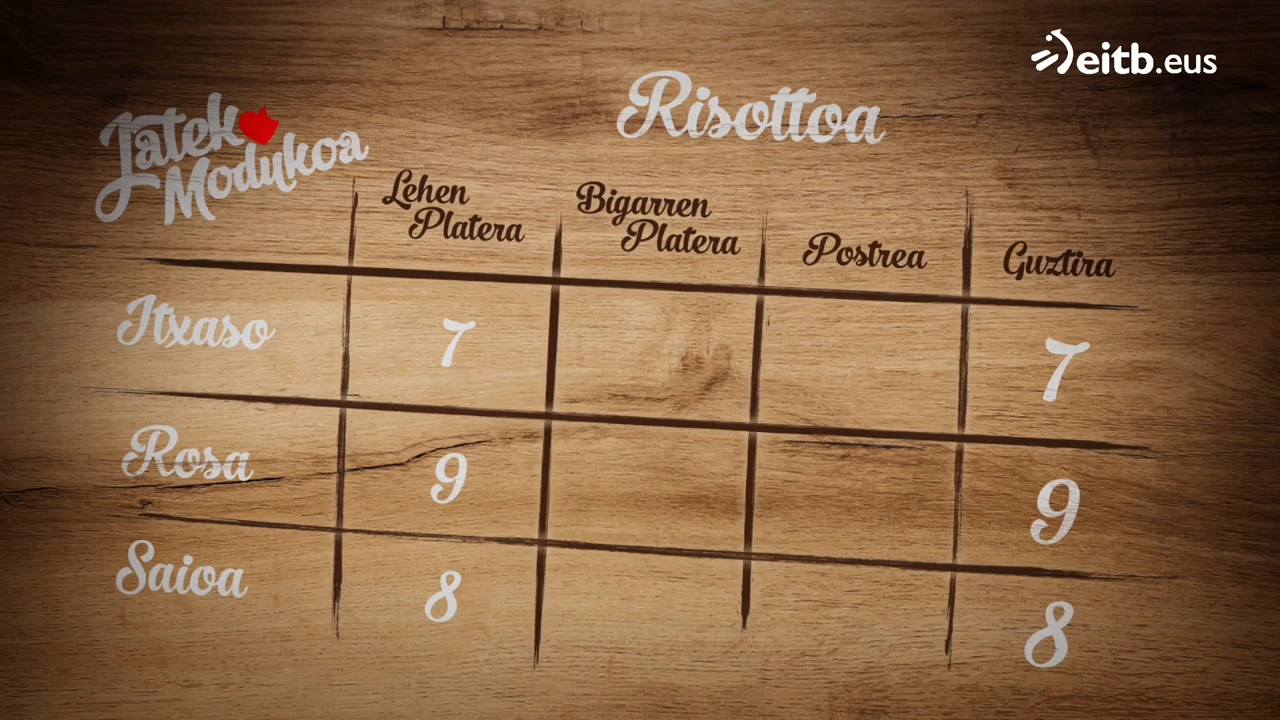 eitb.eus
Jatek
Modukoa
Risottoa
Lehen
Platera
Bigarren
Platera
Postrea
Guztira
Itxaso 7 7
Rosa 9 9
Saioa 8 8